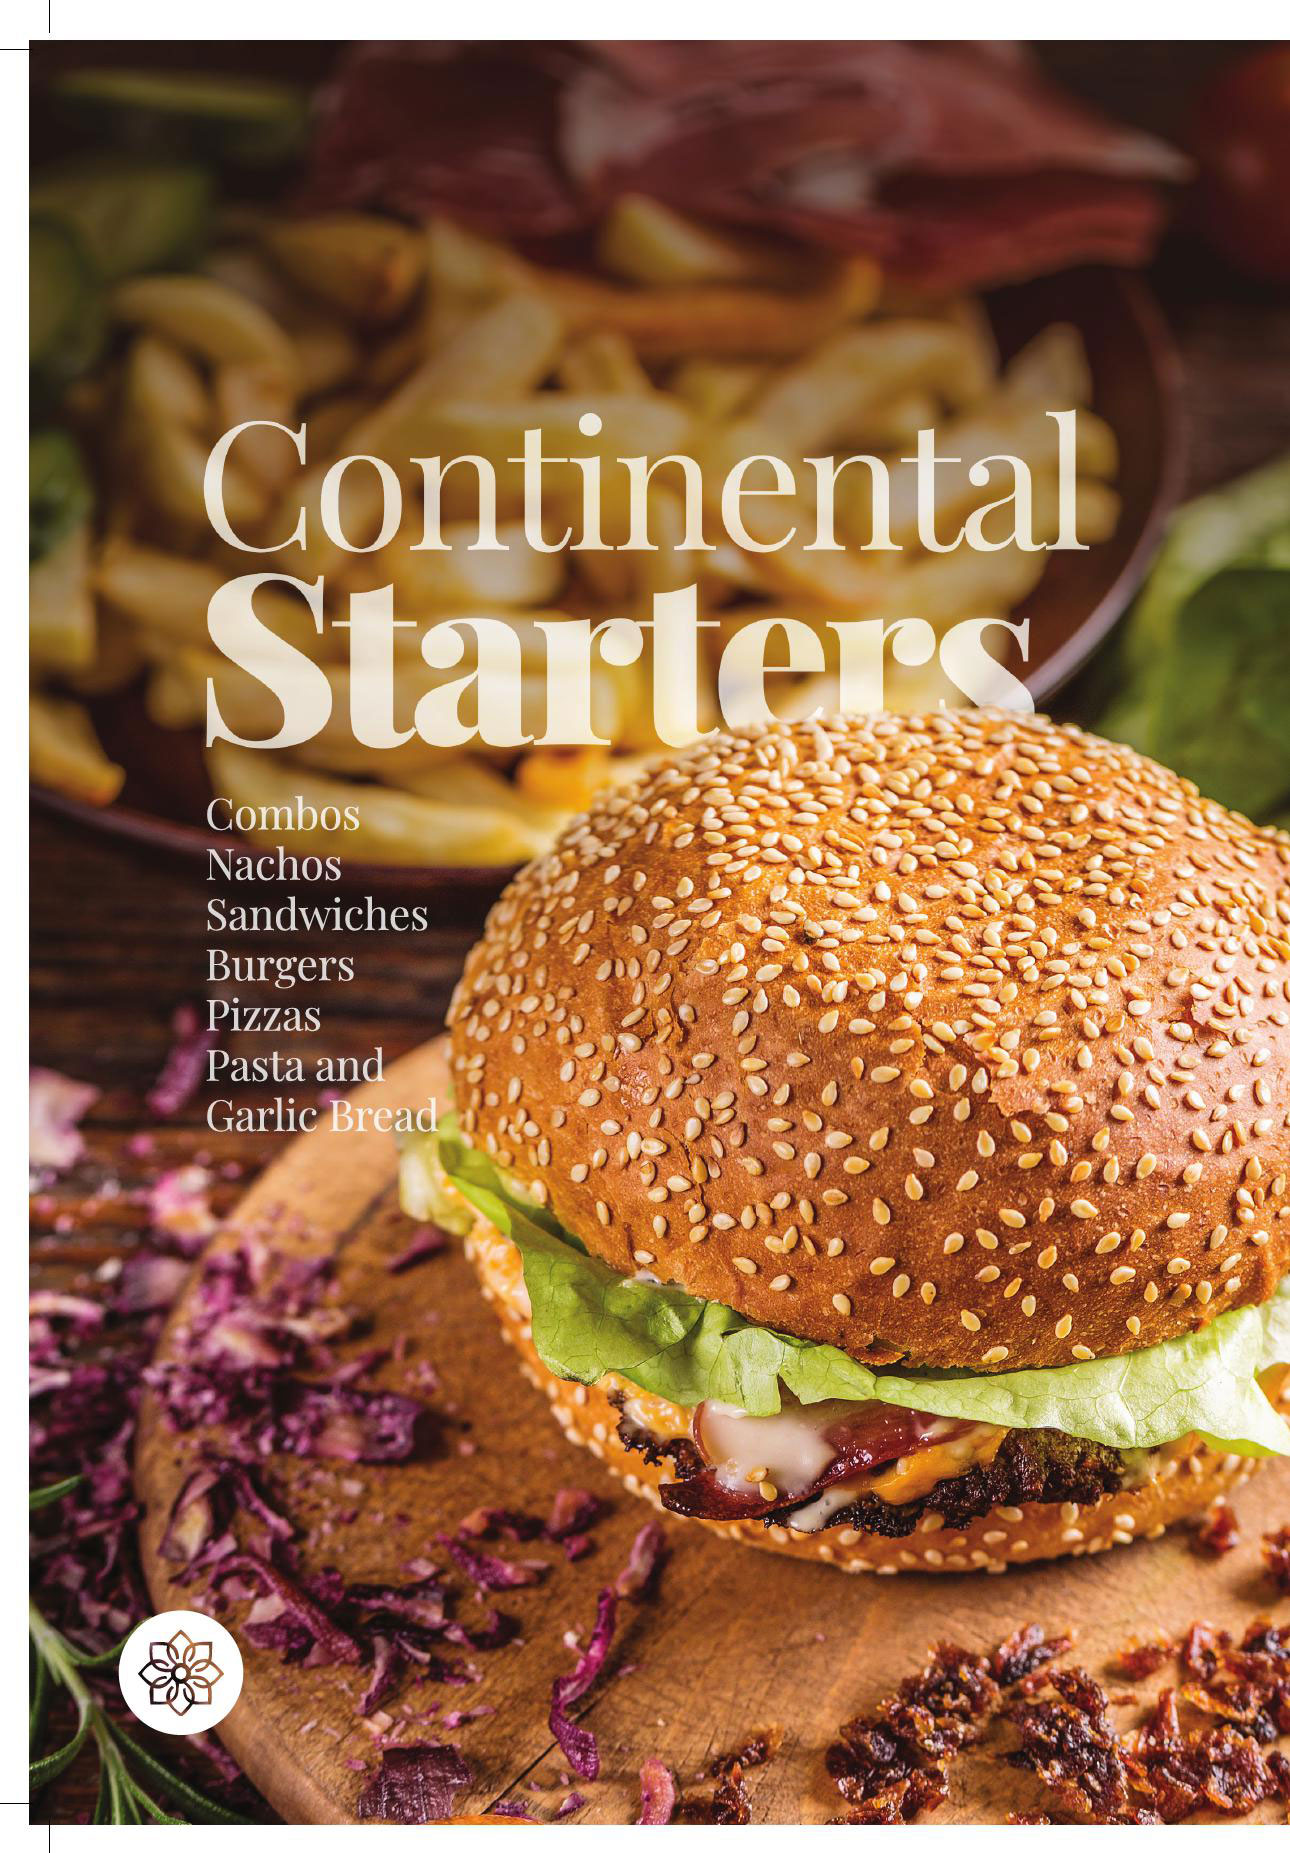 Continental
Starters
Combos
Nachos
Sandwiches
Burgers
Pizzas
Pasta and
Garlic Bread